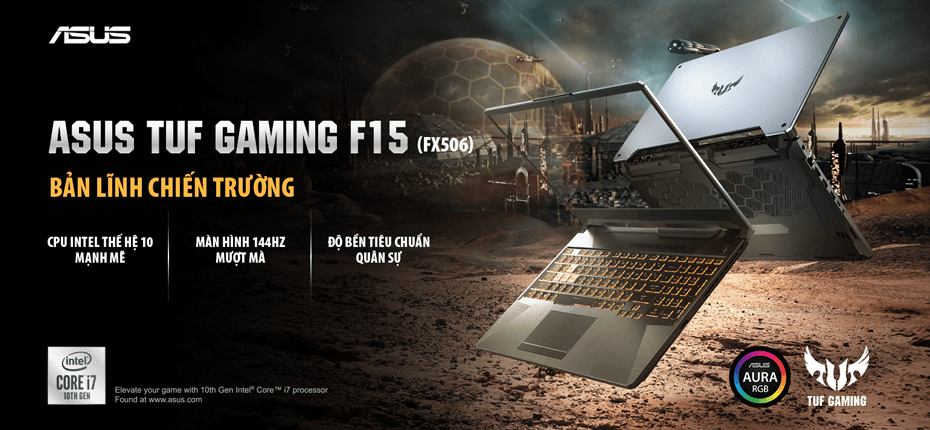 ASUS
ASUS TUF GAMING F15 (FX506)
BẢN LĨNH CHIẾN TRƯỜNG
CPU INTEL THẾ HỆ 10
MẠNH MẼ
MÀN HÌNH 144HZ
MƯỢT MÀ
ĐỘ BỀN TIÊU CHUẨN
QUÂN SỰ
intel
CORE i7
10TH GEN
Elevate your game with 10th Gen Intel® Core™ i7 processor
Found at www.asus.com
ASUS
AURA
RGB
TUF GAMING